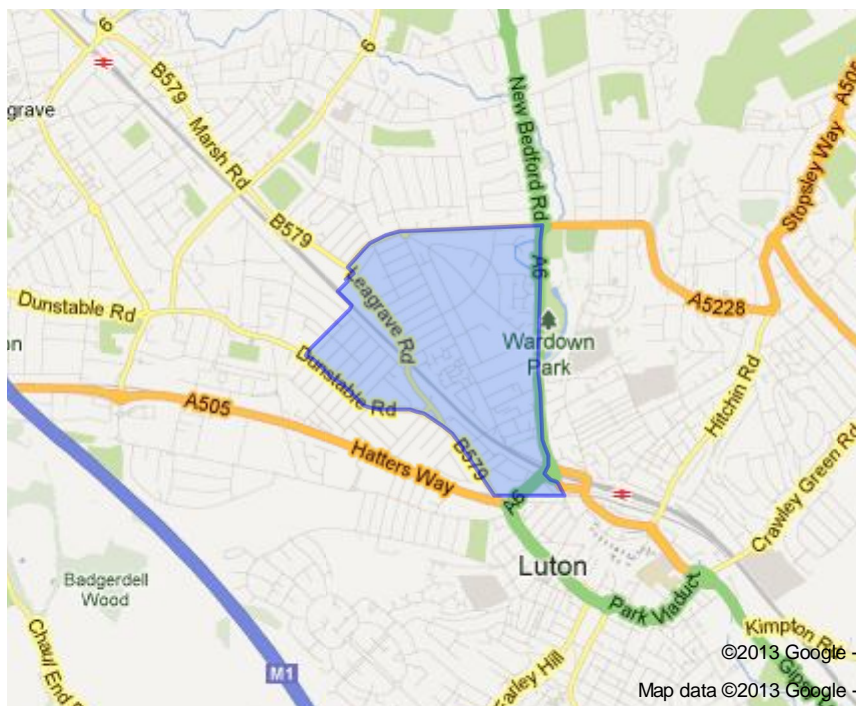 6
6
B579
New Bedford Rd
A505
grave
Marsh Rd
Stopsley Way
B579
A6
Leagrave Rd
A5228
Dunstable Rd
Wardown
Park
on
Dunstable Rd
Hitchin Rd
A505
Hatters Way
B579
Crawley Green Rd
A6
Luton
Badgerdell
Wood
Park Viaduct
Chaul End
Kimpton Rd
©2013 Google -
M1
Farley Hill
Map data ©2013 Google -